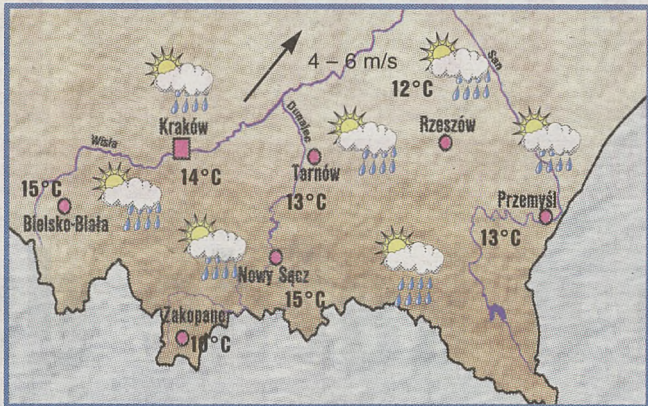 4 – 6 m/s
San
12°C
Dunajec
Kraków
Rzeszów
Wisła
14°C
Tarnów
15°C
13°C
Przemyśl
Bielsko-Biała
13°C
Nowy Sącz
15°C
Zakopane